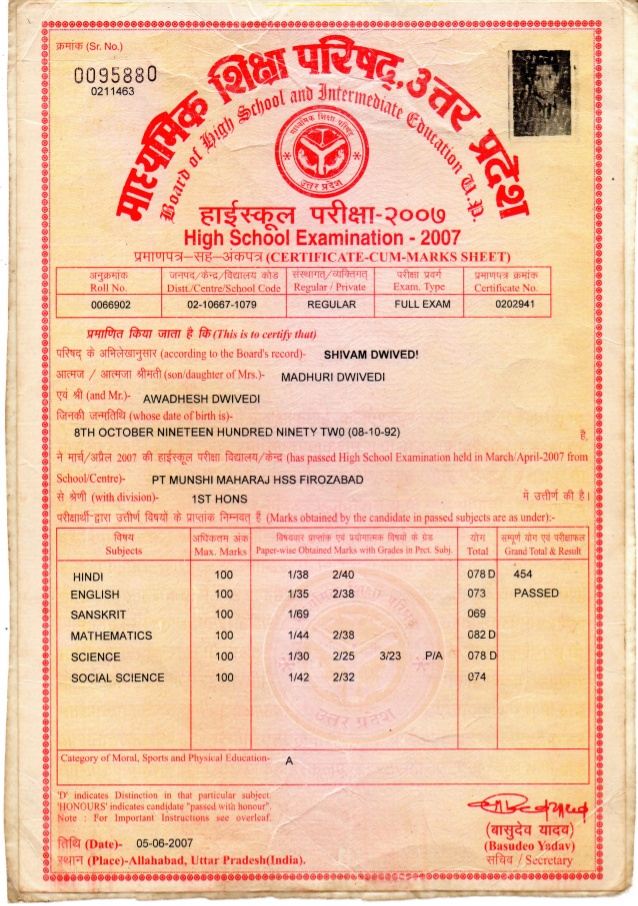 क्रमांक (Sr. No.)
0095880
0211463
माध्यमिक शिक्षा परिषद्, उत्तर प्रदेश
Board of High School and Intermediate Education U.P.
माध्यमिक शिक्षा परिषद
उत्तर प्रदेश
हाईस्कूल परीक्षा-२००७
High School Examination - 2007
प्रमाणपत्र-सह-अंकपत्र (CERTIFICATE-CUM-MARKS SHEET)
अनुक्रमांक जनपद/केन्द्र/विद्यालय कोड संस्थागत/व्यक्तिगत परीक्षा प्रवर्ग प्रमाणपत्र क्रमांक
Roll No. Distt./Centre/School Code Regular / Private Exam. Type Certificate No.
0066902 02-10667-1079 REGULAR FULL EXAM 0202941
प्रमाणित किया जाता है कि (This is to certify that)
परिषद् के अभिलेखानुसार (according to the Board's record)- SHIVAM DWIVEDI
आत्मज / आत्मजा श्रीमती (son/daughter of Mrs.)- MADHURI DWIVEDI
एवं श्री (and Mr.)- AWADHESH DWIVEDI
जिनकी जन्मतिथि (whose date of birth is)-
8TH OCTOBER NINETEEN HUNDRED NINETY TW0 (08-10-92) है,
ने मार्च/अप्रैल 2007 की हाईस्कूल परीक्षा विद्यालय/केन्द्र (has passed High School Examination held in March/April-2007 from
School/Centre)- PT MUNSHI MAHARAJ HSS FIROZABAD
से श्रेणी (with division)- 1ST HONS में उत्तीर्ण की है।
परीक्षार्थी द्वारा उत्तीर्ण विषयों के प्राप्तांक निम्नवत् हैं (Marks obtained by the candidate in passed subjects are as under):-
विषय अधिकतम अंक विषयवार प्राप्तांक एवं प्रयोगात्मक विषयों के ग्रेड योग सम्पूर्ण योग एवं परीक्षाफल
Subjects Max. Marks Paper-wise Obtained Marks with Grades in Prct. Subj. Total Grand Total & Result
HINDI 100 1/38 2/40 078 D 454
ENGLISH 100 1/35 2/38 073 PASSED
SANSKRIT 100 1/69 069
MATHEMATICS 100 1/44 2/38 082 D
SCIENCE 100 1/30 2/25 3/23 P/A 078 D
SOCIAL SCIENCE 100 1/42 2/32 074
उत्तर प्रदेश
Category of Moral, Sports and Physical Education- A
'D' indicates Distinction in that particular subject.
'HONOURS' indicates candidate "passed with honour".
Note : For Important Instructions see overleaf.
(बासुदेव यादव)
तिथि (Date)- 05-06-2007 (Basudeo Yadav)
स्थान (Place)-Allahabad, Uttar Pradesh(India). सचिव / Secretary